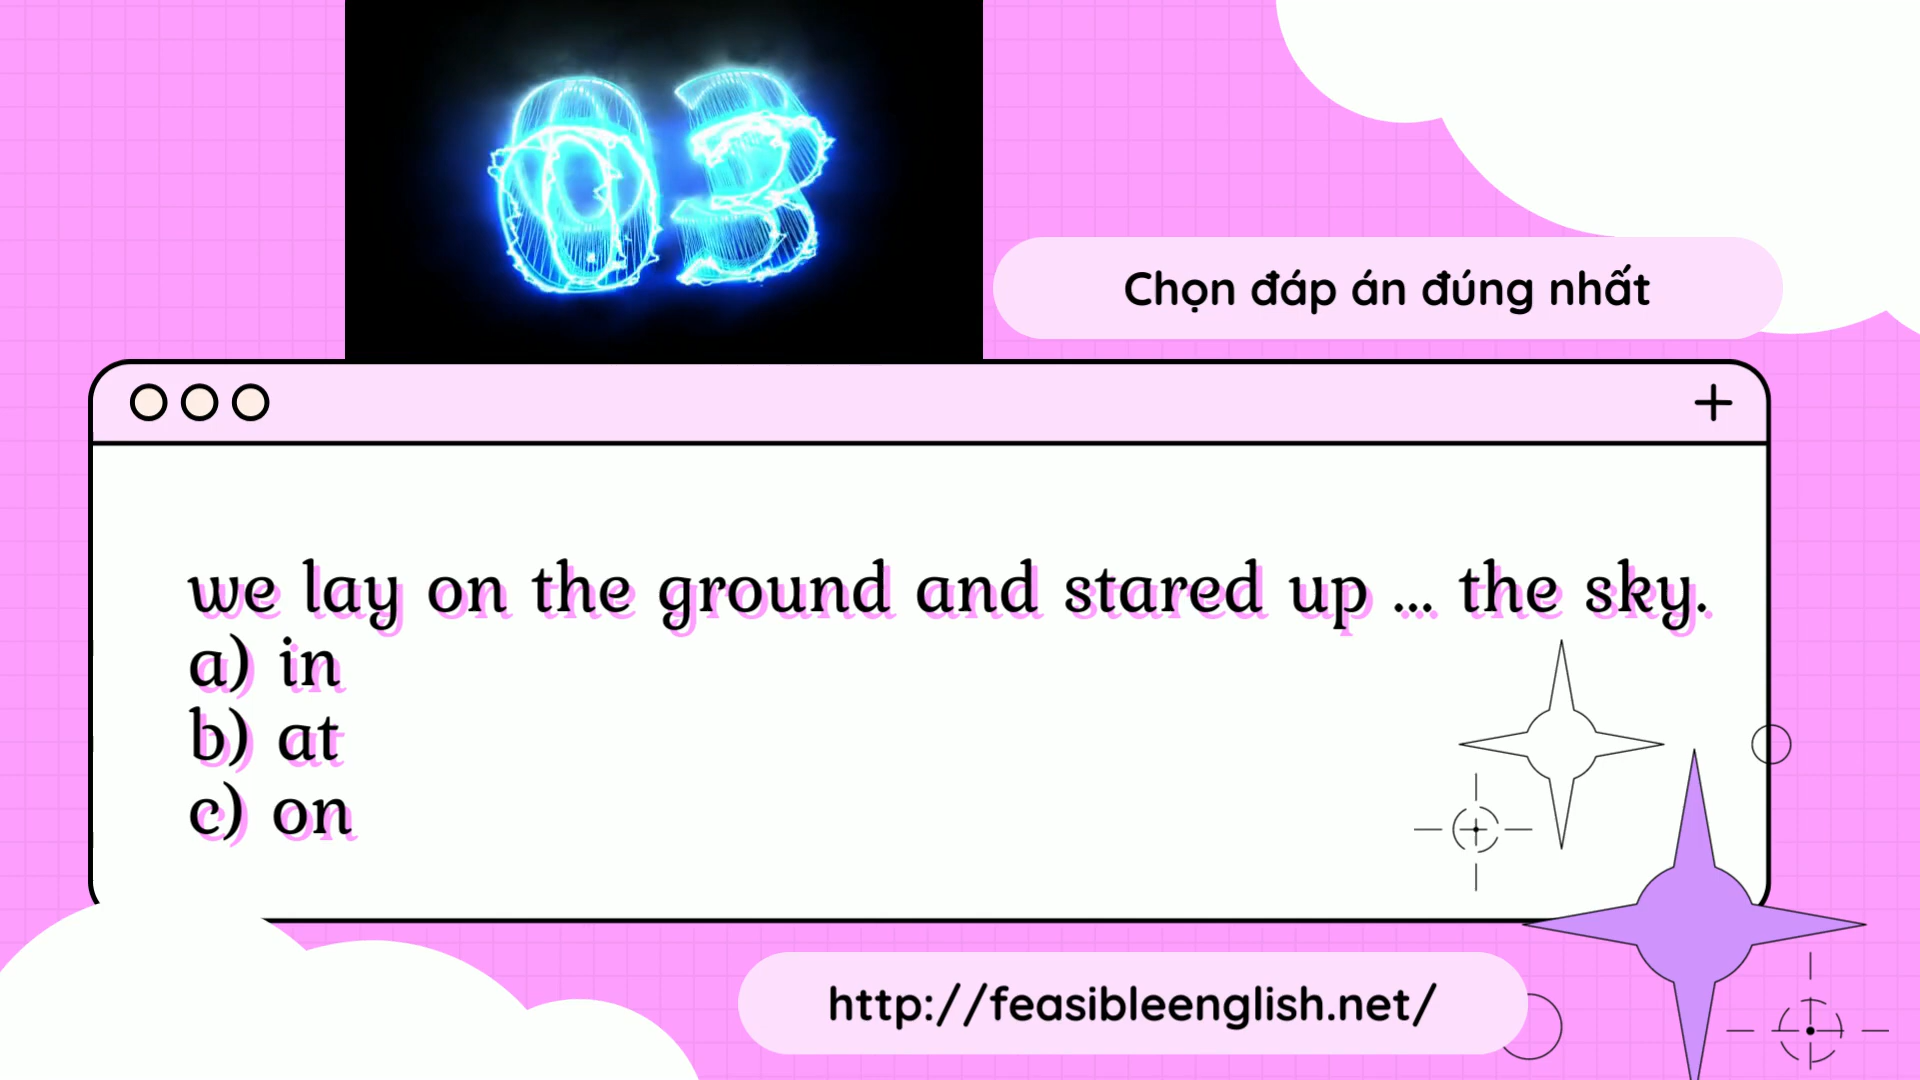 03
Chọn đáp án đúng nhất
we lay on the ground and stared up ... the sky.
a) in
b) at
c) on
http://feasibleenglish.net/